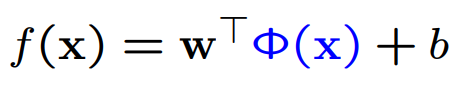 f(x) = w⊤Φ(x) + b